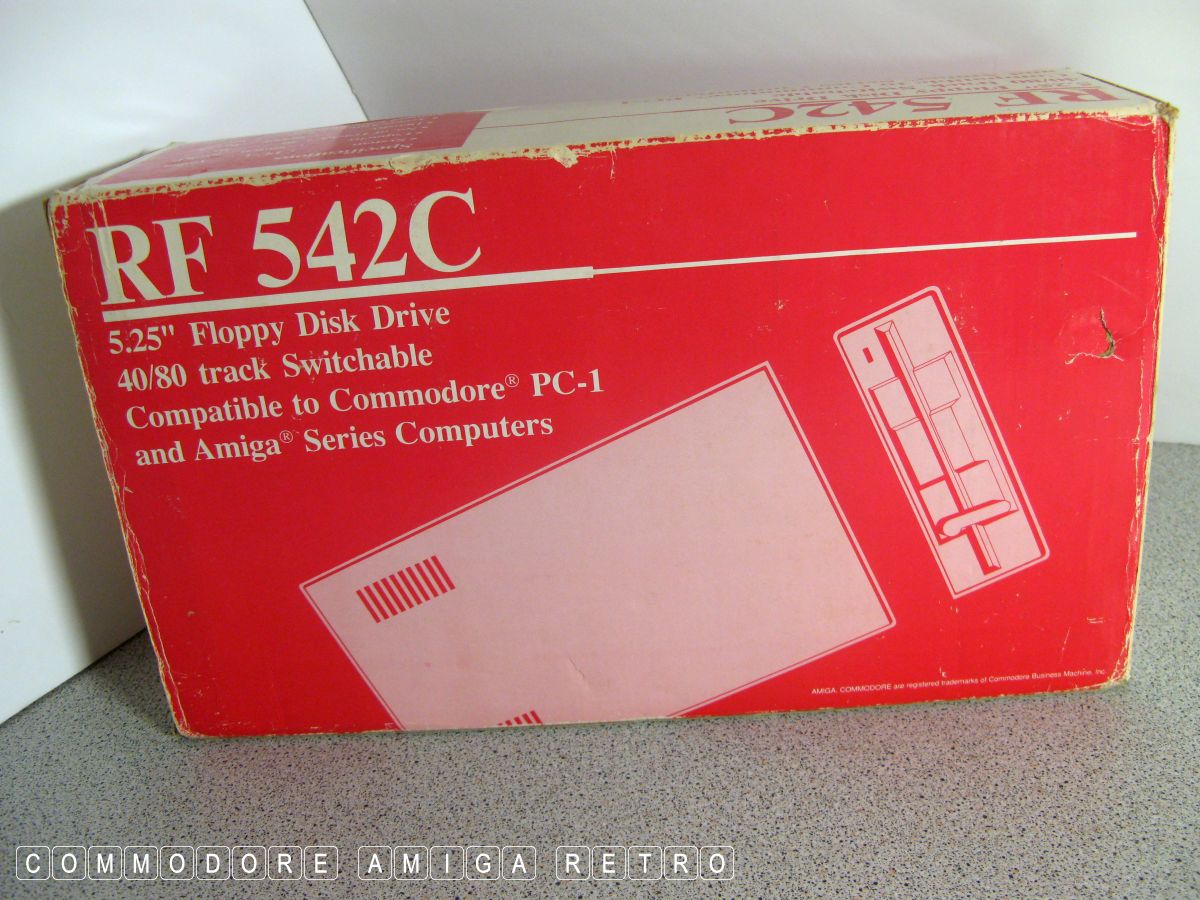 RF 542C
RF 542C
5.25" Floppy Disk Drive
40/80 track Switchable
Compatible to Commodore® PC-1
and Amiga® Series Computers
AMIGA, COMMODORE are registered trademarks of Commodore Business Machine, Inc
COMMODORE AMIGA RETRO